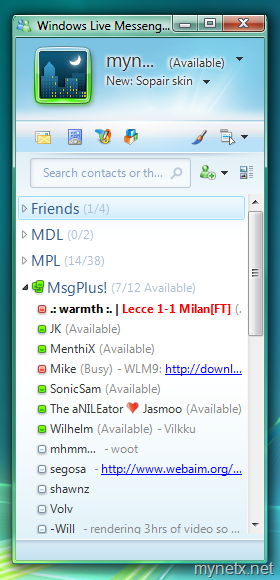 Windows Live Messeng...
myn... (Available)
New: Sopair skin
Search contacts or th...
Friends (1/4)
MDL (0/2)
MPL (14/38)
MsgPlus! (7/12 Available)
.: warmth :. | Lecce 1-1 Milan[FT] (.
JK (Available)
MenthiX (Available)
Mike (Busy) - WLM9: http://downl...
SonicSam (Available)
The aNILEator ❤ Jasmoo (Available)
Wilhelm (Available) - Vilkku
mhmm... - woot
segosa - http://www.webaim.org/...
shawnz
Volv
-Will - rendering 3hrs of video so ...
mynetx.net